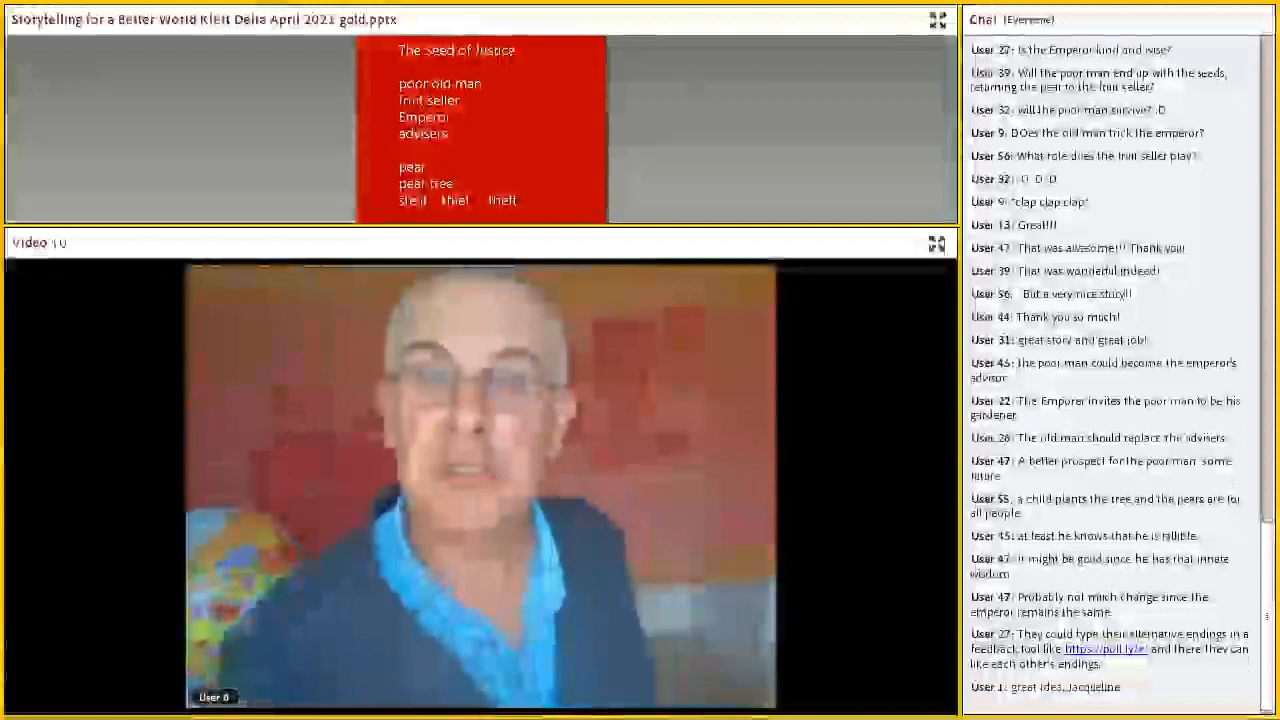 Storytelling for a Better World Klett Delta April 2021 gold.pptx
The Seed of Justice
poor old man
fruit seller
Emperor
advisers
pear
pear tree
steal thief theft
Video
User 8
Chat (Everyone)
User 27: Is the Emperor kind and wise?
User 39: Will the poor man end up with the seeds,
returning the pear to the fruit seller?
User 32: will the poor man survive? :D
User 9: DOes the old man trick the emperor?
User 56: What role does the fruit seller play?
User 32: :D :D :D
User 9: *clap clap clap*
User 13: Great!!!
User 47: That was awesome!!! Thank you!
User 39: That was wonderful indeed!
User 56: But a very nice story!!
User 44: Thank you so much!
User 31: great story and great job!
User 46: the poor man could become the emperor's
advisor
User 22: The Emporer invites the poor man to be his
gardener
User 26: The old man should replace the advisers
User 47: A better prospect for the poor man some
future
User 55: a child plants the tree and the pears are for
all people
User 45: at least he knows that he is fallible.
User 47: It might be good since he has that innate
wisdom
User 47: Probably not much change since the
emperor remains the same.
User 27: They could type their alternative endings in a
feedback tool like and there they can
like each other's endings.
User 1: great idea, Jacqueline